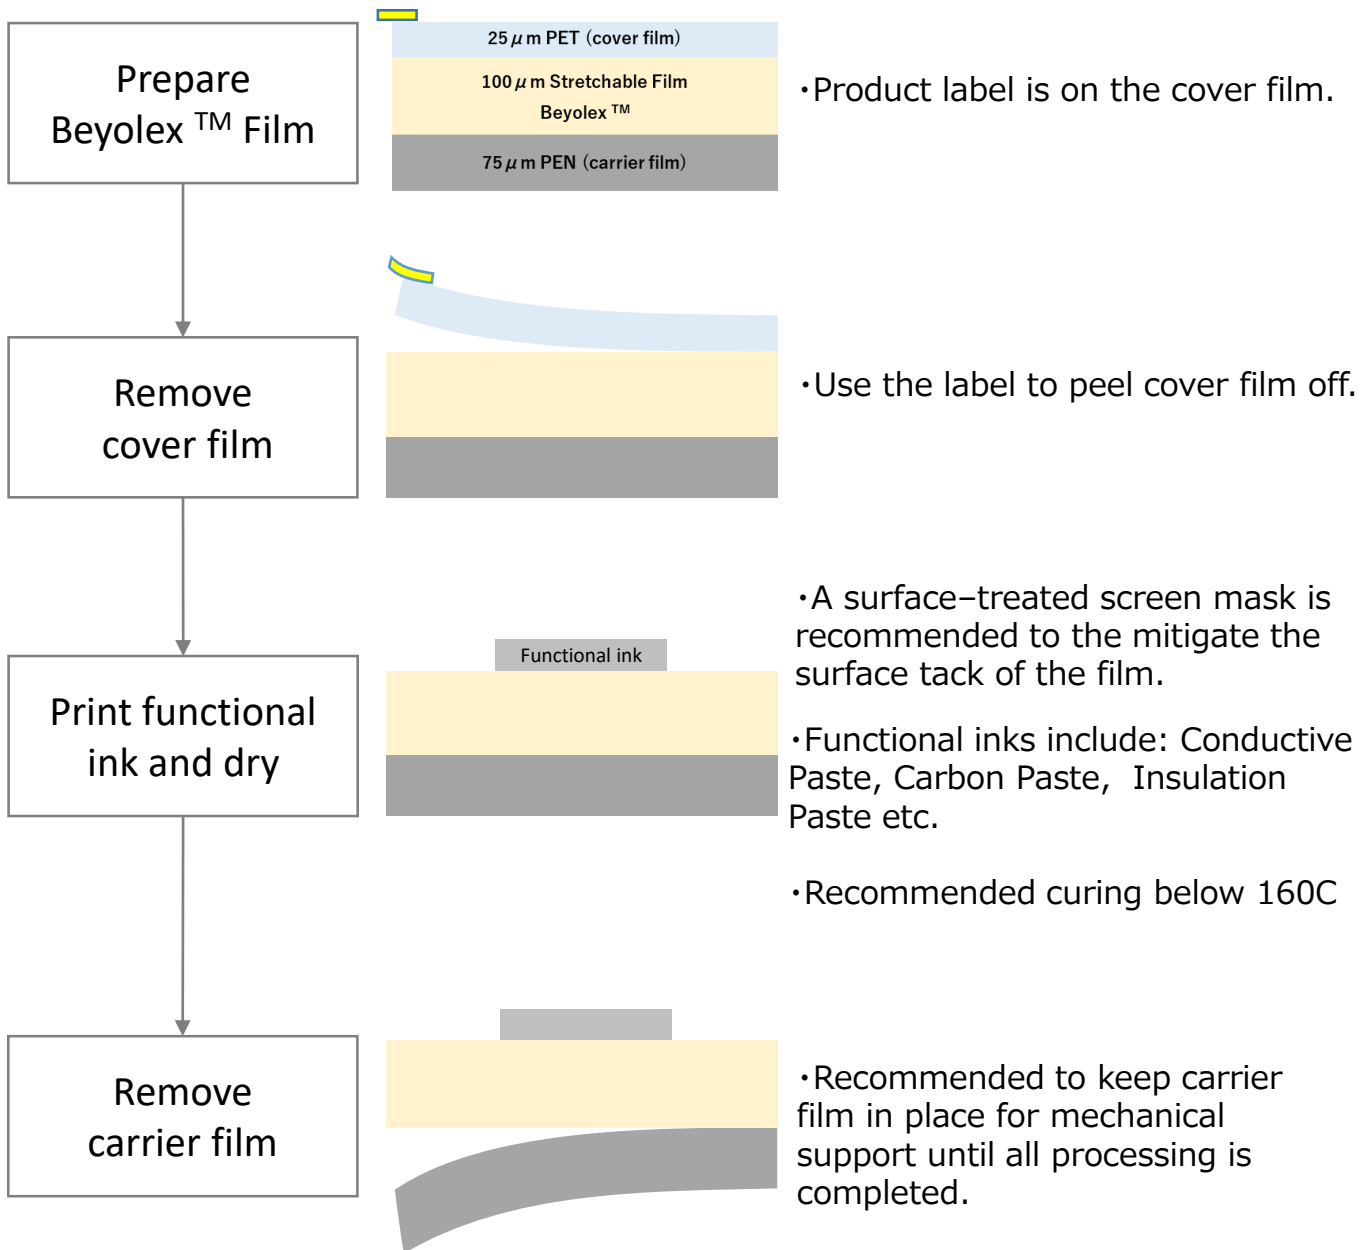 Prepare
Beyolex ™ Film
25μm PET (cover film)
100μm Stretchable Film
Beyolex ™
75μm PEN (carrier film)
・Product label is on the cover film.
Remove
cover film
・Use the label to peel cover film off.
Print functional
ink and dry
Functional ink
・A surface–treated screen mask is
recommended to the mitigate the
surface tack of the film.
・Functional inks include: Conductive
Paste, Carbon Paste, Insulation
Paste etc.
・Recommended curing below 160C
Remove
carrier film
・Recommended to keep carrier
film in place for mechanical
support until all processing is
completed.